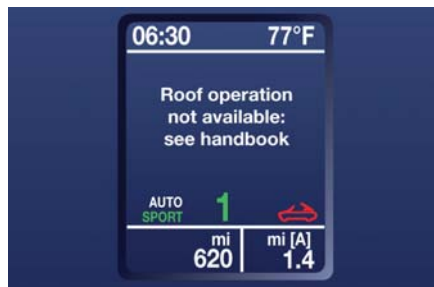 06:30 77°F
Roof operation
not available:
see handbook
AUTO
SPORT 1
mi mi [A]
620 1.4